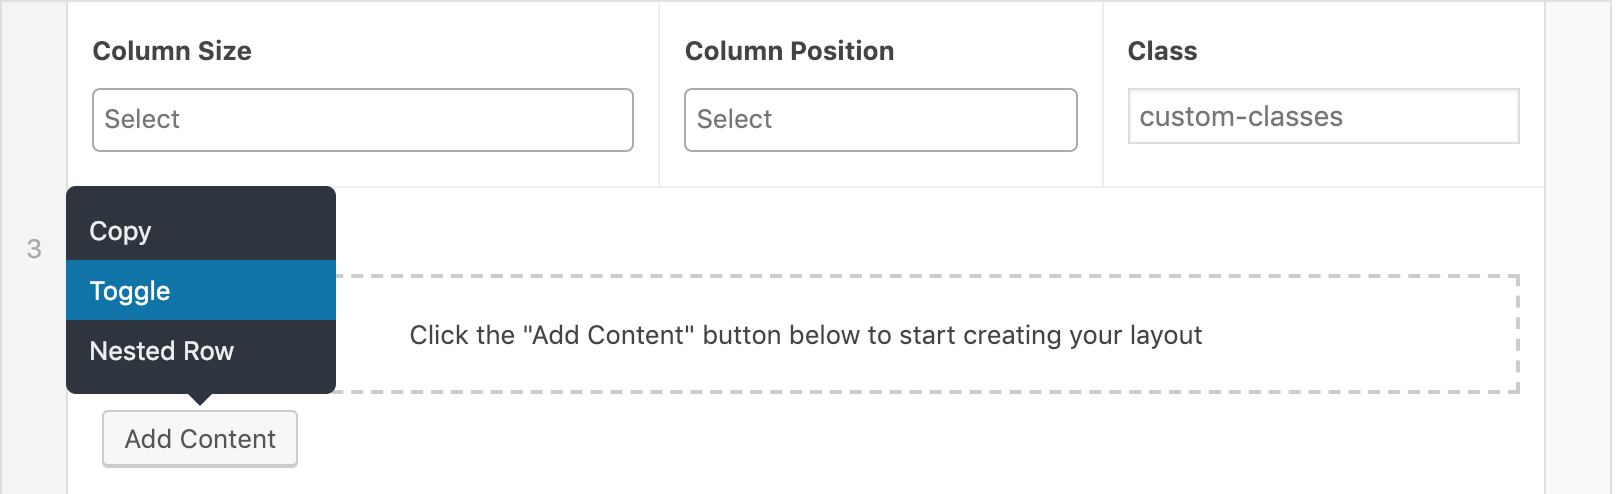 Column Size
Column Position
Class
Select
Select
custom-classes
3
Copy
Toggle
Nested Row
Click the "Add Content" button below to start creating your layout
Add Content